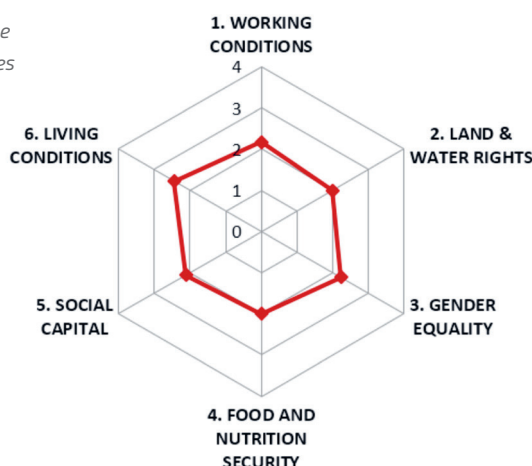 e
es
1. WORKING
CONDITIONS
4
3
2
1
0
2. LAND &
WATER RIGHTS
3. GENDER
EQUALITY
4. FOOD AND
NUTRITION
SECURITY
5. SOCIAL
CAPITAL
6. LIVING
CONDITIONS